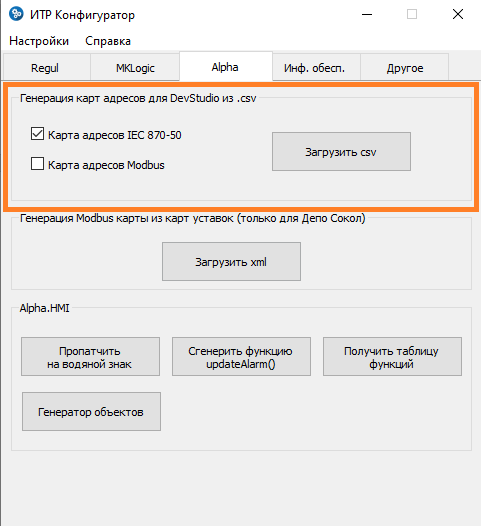 ИТР Конфигуратор
Настройки Справка
Regul MKLogic Alpha Инф. обесп. Другое
Генерация карт адресов для DevStudio из .csv
Карта адресов IEC 870-50
Загрузить csv
Карта адресов Modbus
Генерация Modbus карты из карт уставок (только для Депо Сокол)
Загрузить xml
Alpha.HMI
Пропатчить
на водяной знак
Сгенерить функцию
updateAlarm()
Получить таблицу
функций
Генератор объектов